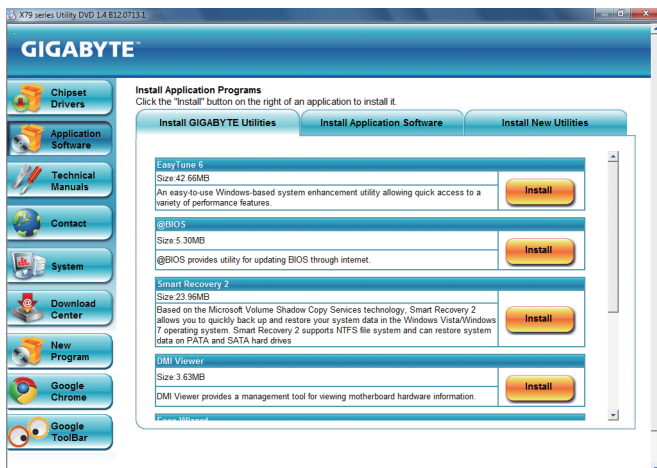 X79 series Utility DVD 1.4 B12.0713.1
GIGABYTE™
Chipset
Drivers
Application
Software
Technical
Manuals
Contact
System
Download
Center
New
Program
Google
Chrome
Google
ToolBar
Install Application Programs
Click the "Install" button on the right of an application to install it.
Install GIGABYTE Utilities
Install Application Software
Install New Utilities
EasyTune 6
Size:42.66MB
An easy-to-use Windows-based system enhancement utility allowing quick access to a
variety of performance features.
Install
@BIOS
Size:5.30MB
@BIOS provides utility for updating BIOS through internet.
Install
Smart Recovery 2
Size:23.96MB
Based on the Microsoft Volume Shadow Copy Services technology, Smart Recovery 2
allows you to quickly back up and restore your system data in the Windows Vista/Windows
7 operating system. Smart Recovery 2 supports NTFS file system and can restore system
data on PATA and SATA hard drives
Install
DMI Viewer
Size:3.63MB
DMI Viewer provides a management tool for viewing motherboard hardware information.
Install